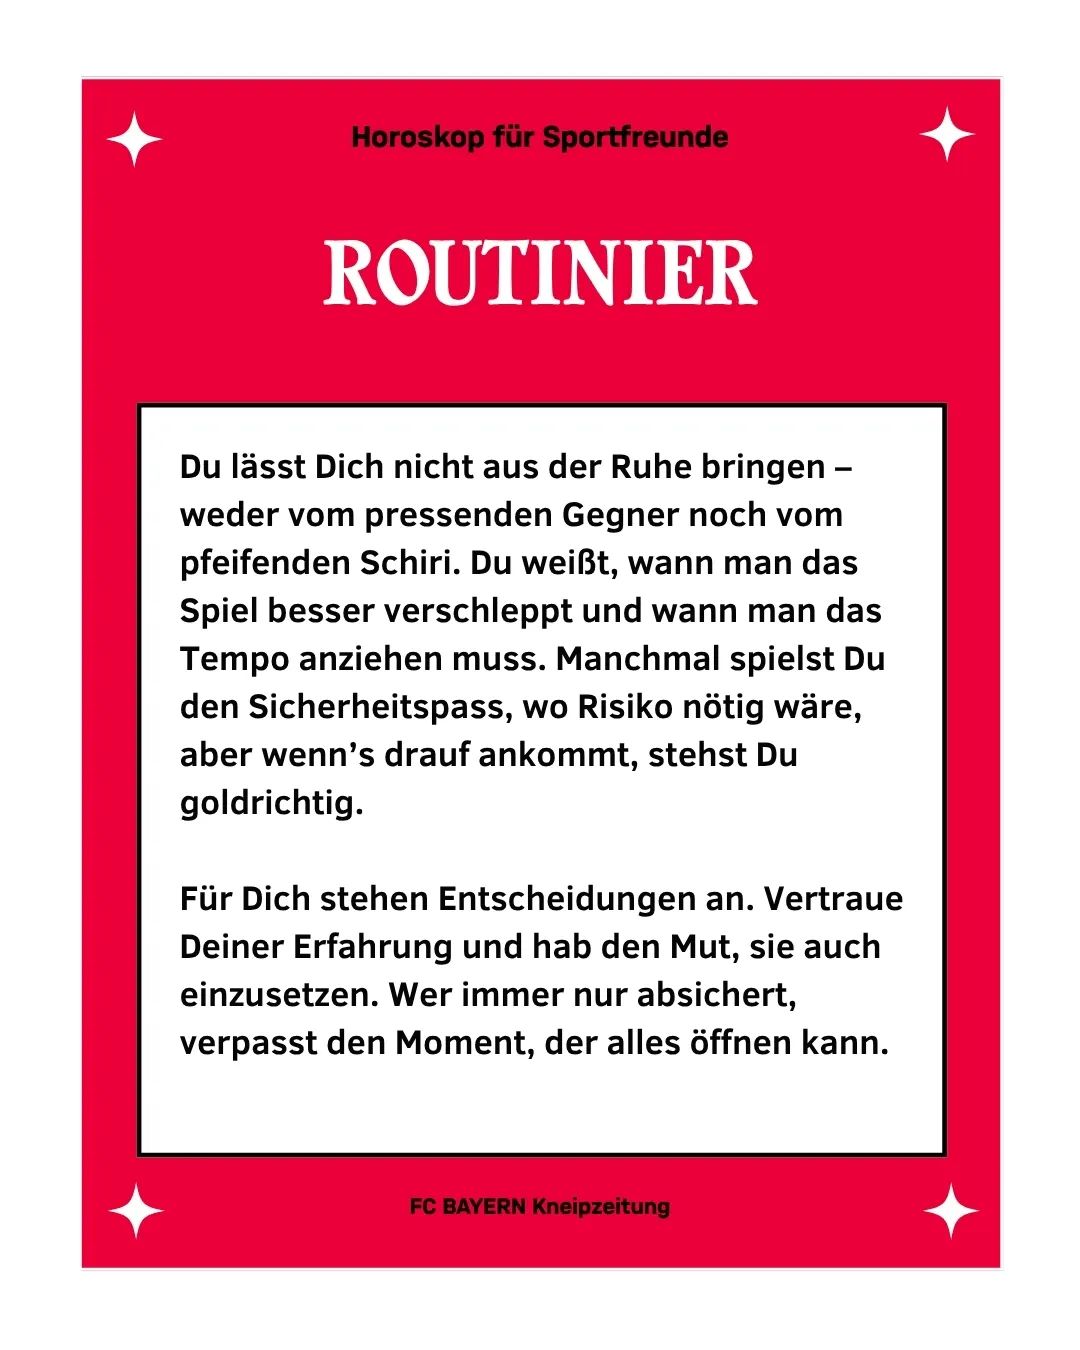 Horoskop für Sportfreunde
ROUTINIER
Du lässt Dich nicht aus der Ruhe bringen –
weder vom pressenden Gegner noch vom
pfeifenden Schiri. Du weißt, wann man das
Spiel besser verschleppt und wann man das
Tempo anziehen muss. Manchmal spielst Du
den Sicherheitspass, wo Risiko nötig wäre,
aber wenn’s drauf ankommt, stehst Du
goldrichtig.
Für Dich stehen Entscheidungen an. Vertraue
Deiner Erfahrung und hab den Mut, sie auch
einzusetzen. Wer immer nur absichert,
verpasst den Moment, der alles öffnen kann.
FC BAYERN Kneipzeitung